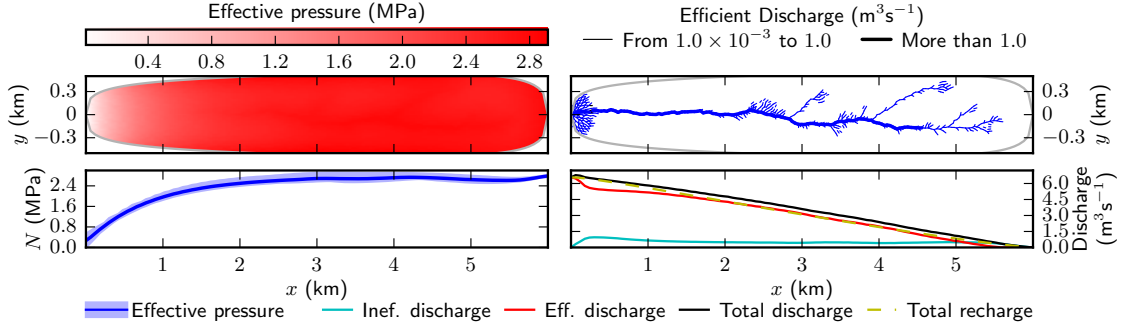 Effective pressure (MPa)
0.4 0.8 1.2 1.6 2.0 2.4 2.8
Efficient Discharge (m³s⁻¹)
From 1.0 × 10⁻³ to 1.0 More than 1.0
y (km)
0.3
0
−0.3
0.3
0
−0.3
y (km)
N (MPa)
2.4
1.6
0.8
0.0
1 2 3 4 5
x (km)
6.0
4.5
3.0
1.5
0.0
Discharge
(m³s⁻¹)
1 2 3 4 5
x (km)
Effective pressure Inef. discharge Eff. discharge Total discharge Total recharge